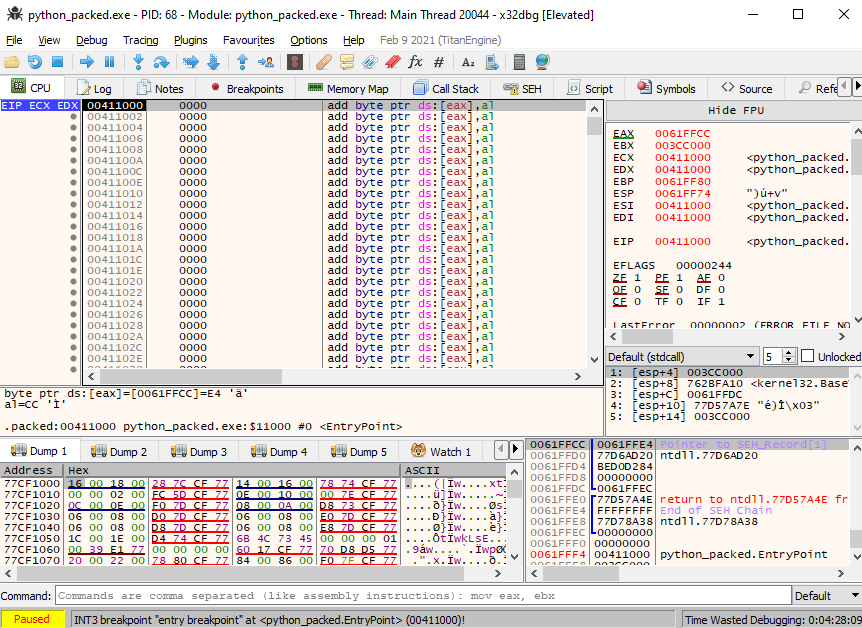 python_packed.exe - PID: 68 - Module: python_packed.exe - Thread: Main Thread 20044 - x32dbg [Elevated]
File View Debug Tracing Plugins Favourites Options Help Feb 9 2021 (TitanEngine)
CPU Log Notes Breakpoints Memory Map Call Stack SEH Script Symbols Source Refe
EIP ECX EDX 00411000 0000 add byte ptr ds:[eax],al
00411002 0000 add byte ptr ds:[eax],al
00411004 0000 add byte ptr ds:[eax],al
00411006 0000 add byte ptr ds:[eax],al
00411008 0000 add byte ptr ds:[eax],al
0041100A 0000 add byte ptr ds:[eax],al
0041100C 0000 add byte ptr ds:[eax],al
0041100E 0000 add byte ptr ds:[eax],al
00411010 0000 add byte ptr ds:[eax],al
00411012 0000 add byte ptr ds:[eax],al
00411014 0000 add byte ptr ds:[eax],al
00411016 0000 add byte ptr ds:[eax],al
00411018 0000 add byte ptr ds:[eax],al
0041101A 0000 add byte ptr ds:[eax],al
0041101C 0000 add byte ptr ds:[eax],al
0041101E 0000 add byte ptr ds:[eax],al
00411020 0000 add byte ptr ds:[eax],al
00411022 0000 add byte ptr ds:[eax],al
00411024 0000 add byte ptr ds:[eax],al
00411026 0000 add byte ptr ds:[eax],al
00411028 0000 add byte ptr ds:[eax],al
0041102A 0000 add byte ptr ds:[eax],al
0041102C 0000 add byte ptr ds:[eax],al
0041102E 0000 add byte ptr ds:[eax],al
Hide FPU
EAX 0061FFCC
EBX 003CC000
ECX 00411000 <python_packed.
EDX 00411000 <python_packed.
EBP 0061FF80
ESP 0061FF74 ")ú+v"
ESI 00411000 <python_packed.
EDI 00411000 <python_packed.
EIP 00411000 <python_packed.
EFLAGS 00000244
ZF 1 PF 1 AF 0
OF 0 SF 0 DF 0
CF 0 TF 0 IF 1
LastError 00000002 (ERROR_FILE_NO
Default (stdcall) 5 Unlocked
1: [esp+4] 003CC000
2: [esp+8] 762BFA10 <kernel32.Base
3: [esp+C] 0061FFDC
4: [esp+10] 77D57A7E "é)Ì\x03"
5: [esp+14] 003CC000
byte ptr ds:[eax]=[0061FFCC]=E4 'ä'
al=CC 'Ì'
.packed:00411000 python_packed.exe:$11000 #0 <EntryPoint>
Dump 1 Dump 2 Dump 3 Dump 4 Dump 5 Watch 1
Address Hex ASCII
77CF1000 16 00 18 00 28 7C CF 77 14 00 16 00 78 74 CF 77 ....(|Ïw....xt
77CF1010 00 00 02 00 FC 5D CF 77 0E 00 10 00 00 7E CF 77 ....ü]Ïw.....~
77CF1020 0C 00 0E 00 F0 7D CF 77 08 00 0A 00 D8 73 CF 77 ....ð}Ïw....Øs
77CF1030 06 00 08 00 D0 7D CF 77 06 00 08 00 E0 7D CF 77 ....Ð}Ïw....à}
77CF1040 06 00 08 00 D8 7D CF 77 06 00 08 00 E8 7D CF 77 ....Ø}Ïw....è}
77CF1050 1C 00 1E 00 D4 74 CF 77 6B 4C 73 45 00 00 00 01 ....ÔtÏwkLsE...
77CF1060 00 39 E1 77 00 00 00 00 60 17 CF 77 70 D8 D5 77 .9áw....`.ÏwpØ
77CF1070 20 00 22 00 78 80 CF 77 84 00 86 00 F0 7F CF 77 .".x.Ïw....ð.
0061FFCC 0061FFE4 Pointer to SEH_Record[1]
0061FFD0 77D6AD20 ntdll.77D6AD20
0061FFD4 8ED0D284
0061FFD8 00000000
0061FFDC 0061FFEC
0061FFE0 77D57A4E return to ntdll.77D57A4E fr
0061FFE4 FFFFFFFF End of SEH Chain
0061FFE8 77D78A38 ntdll.77D78A38
0061FFEC 00000000
0061FFF0 00000000
0061FFF4 00411000 python_packed.EntryPoint
0061FFF8 003CC000
Command: Commands are comma separated (like assembly instructions): mov eax, ebx Default
Paused INT3 breakpoint "entry breakpoint" at <python_packed.EntryPoint> (00411000)! Time Wasted Debugging: 0:04:28:09